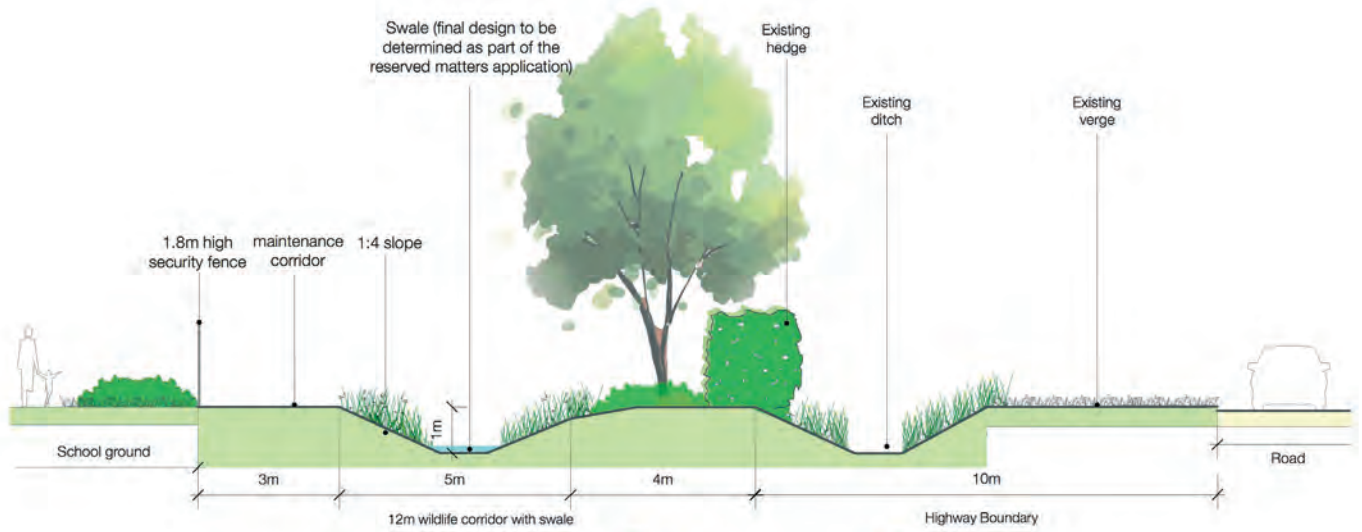 Swale (final design to be
determined as part of the
reserved matters application)
Existing
hedge
Existing
ditch
Existing
verge
1.8m high
security fence
maintenance
corridor
1:4 slope
1m
School ground
Road
3m
5m
4m
10m
12m wildlife corridor with swale
Highway Boundary